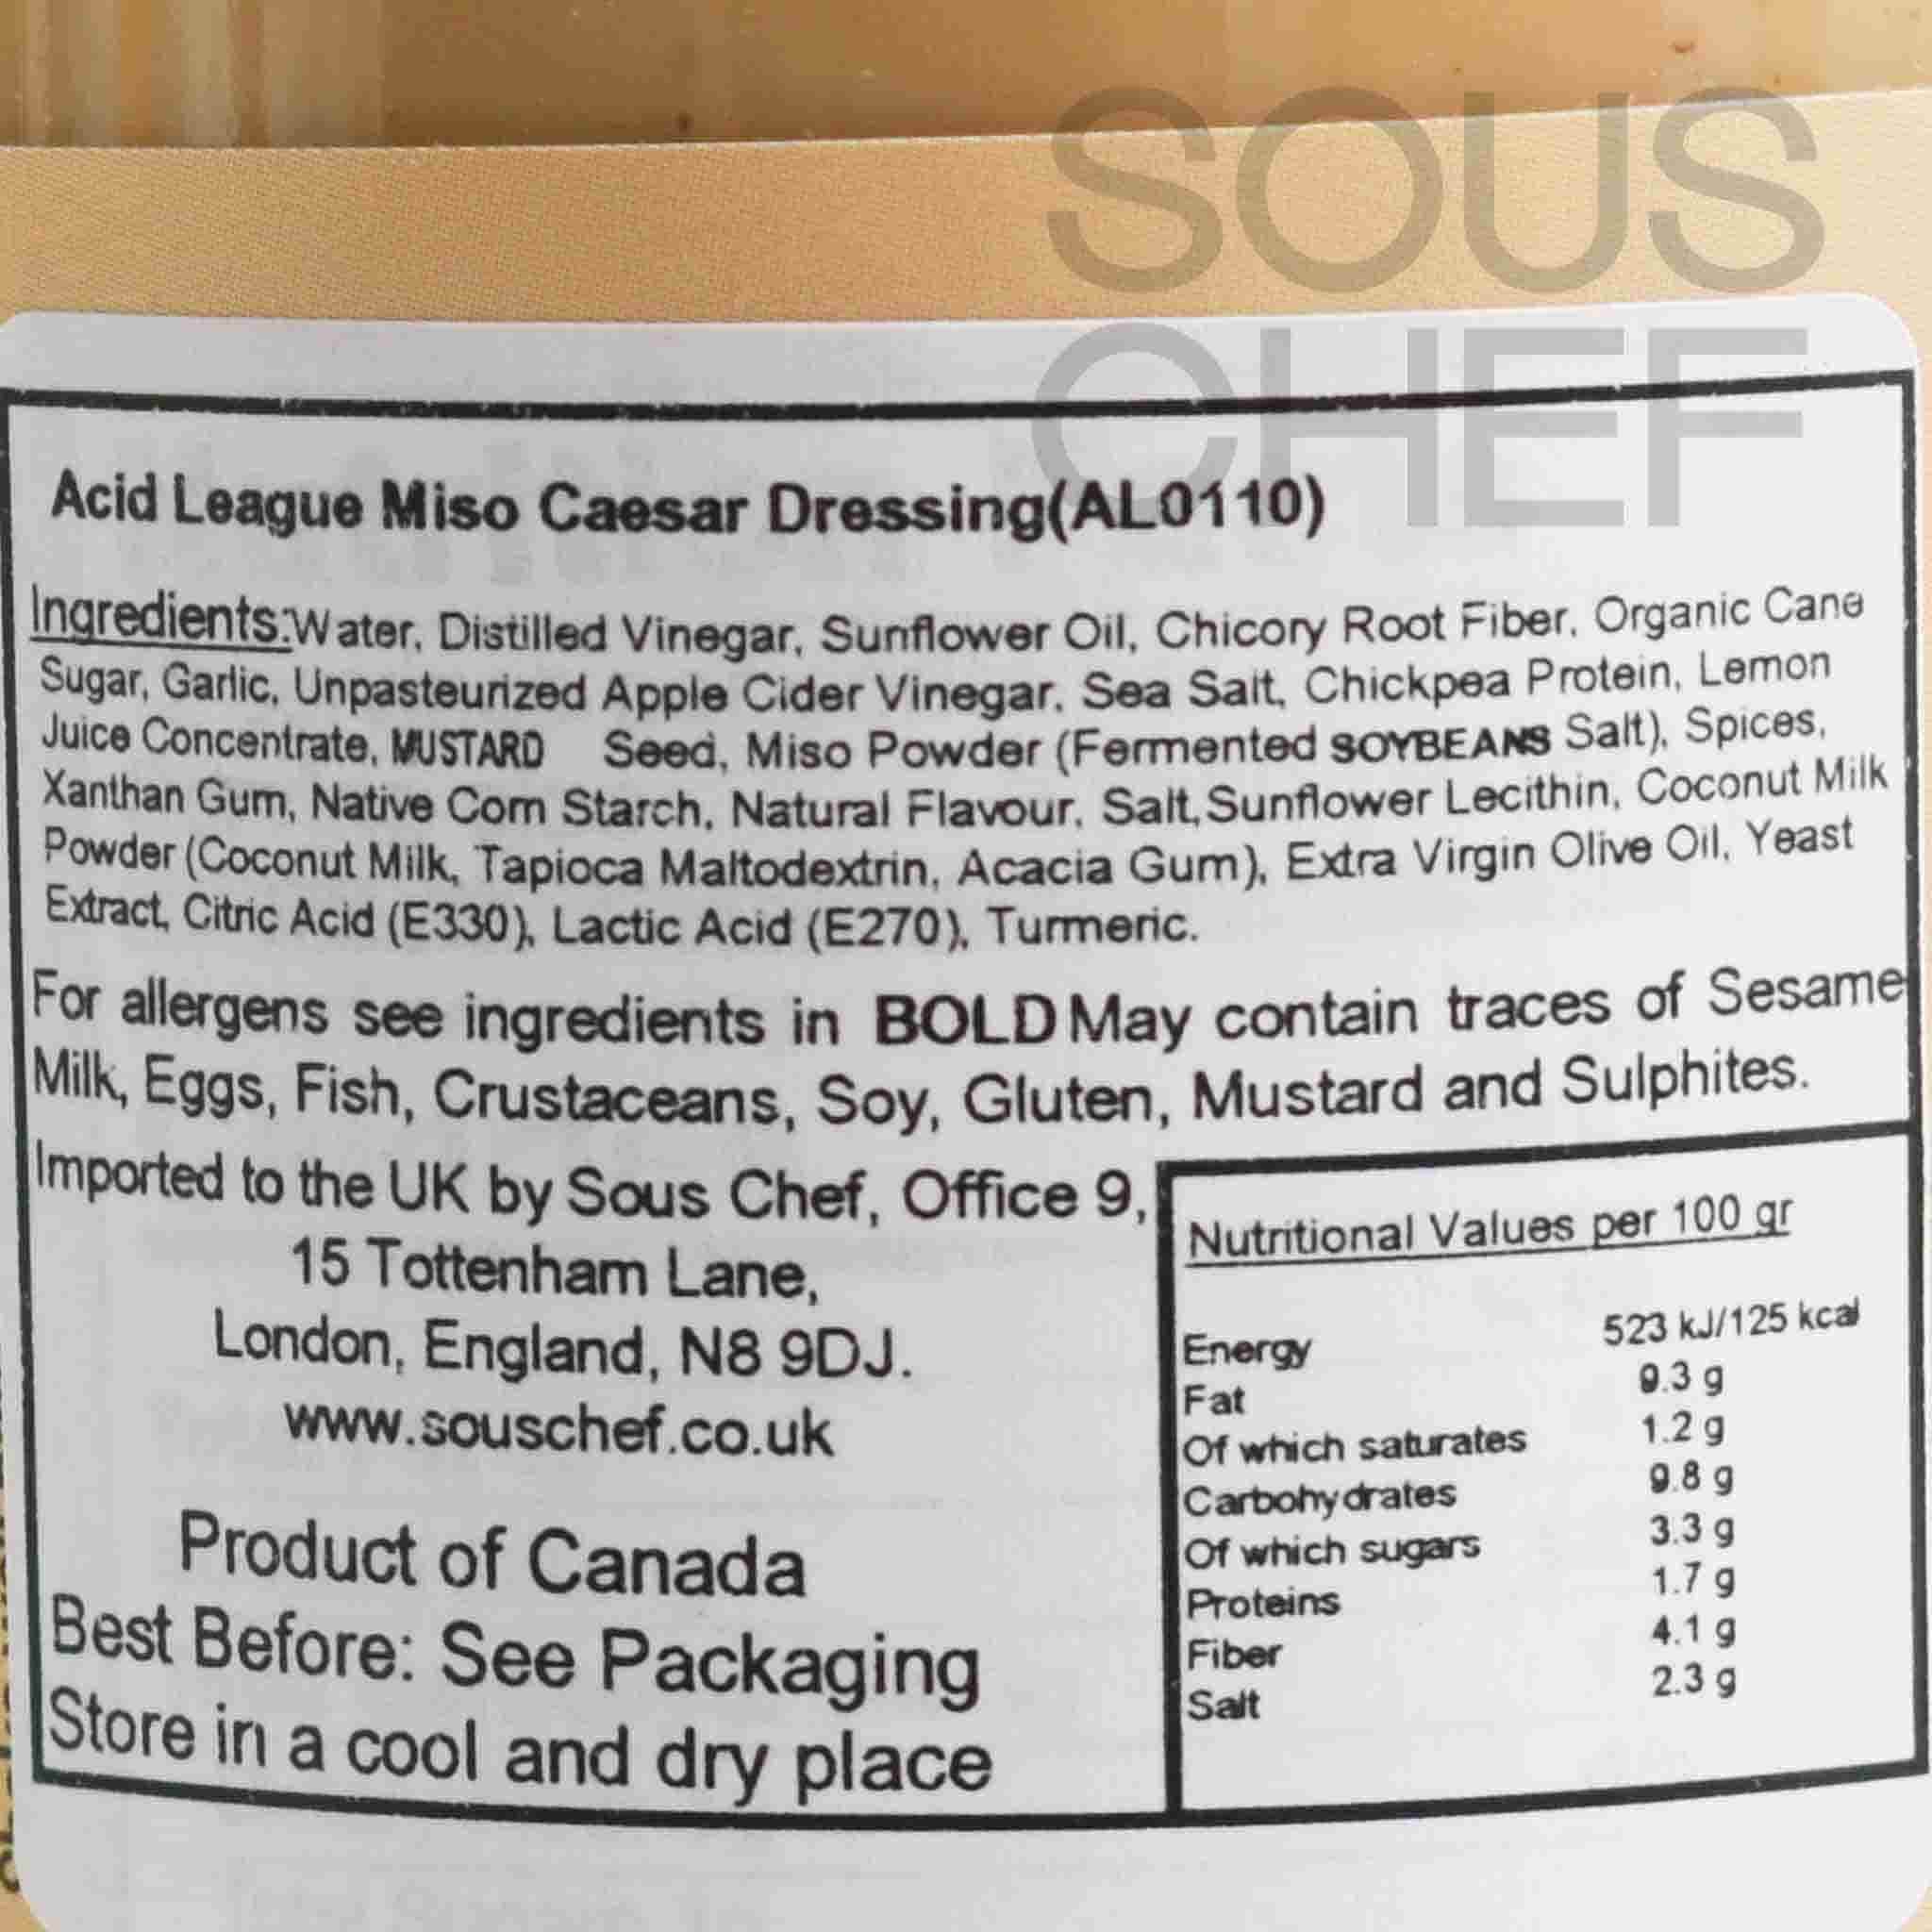 SOUS
CHEF
Acid League Miso Caesar Dressing(AL0110)
Ingredients:Water, Distilled Vinegar, Sunflower Oil, Chicory Root Fiber, Organic Cane
Sugar, Garlic, Unpasteurized Apple Cider Vinegar, Sea Salt, Chickpea Protein, Lemon
Juice Concentrate, MUSTARD Seed, Miso Powder (Fermented SOYBEANS Salt), Spices,
Xanthan Gum, Native Corn Starch, Natural Flavour, Salt, Sunflower Lecithin, Coconut Milk
Powder (Coconut Milk, Tapioca Maltodextrin, Acacia Gum), Extra Virgin Olive Oil, Yeast
Extract, Citric Acid (E330), Lactic Acid (E270), Turmeric.
For allergens see ingredients in BOLD May contain traces of Sesame
Milk, Eggs, Fish, Crustaceans, Soy, Gluten, Mustard and Sulphites.
Imported to the UK by Sous Chef, Office 9,
15 Tottenham Lane,
London, England, N8 9DJ.
www.souschef.co.uk
Product of Canada
Best Before: See Packaging
Store in a cool and dry place
Nutritional Values per 100 gr
Energy 523 kJ/125 kcal
Fat 9.3 g
Of which saturates 1.2 g
Carbohydrates 9.8 g
Of which sugars 3.3 g
Proteins 1.7 g
Fiber 4.1 g
Salt 2.3 g